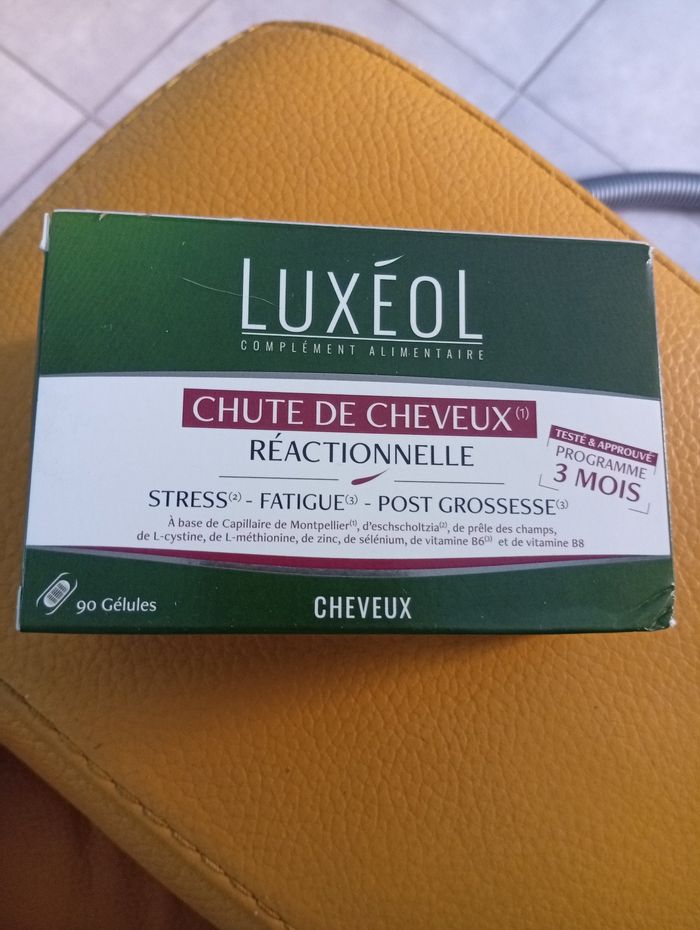 LUXÉOL
COMPLÉMENT ALIMENTAIRE
CHUTE DE CHEVEUX⁽¹⁾
RÉACTIONNELLE
TESTÉ & APPROUVÉ
PROGRAMME
3 MOIS
STRESS⁽²⁾ - FATIGUE⁽³⁾ - POST GROSSESSE⁽³⁾
À base de Capillaire de Montpellier⁽¹⁾, d'eschscholtzia⁽²⁾, de prêle des champs,
de L-cystine, de L-méthionine, de zinc, de sélénium, de vitamine B6⁽³⁾ et de vitamine B8
90 Gélules
CHEVEUX